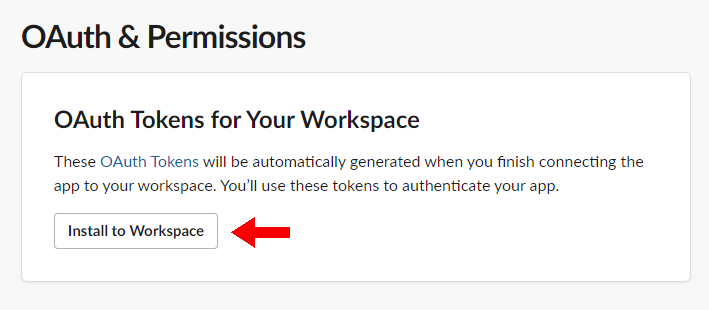 OAuth & Permissions
OAuth Tokens for Your Workspace
These OAuth Tokens will be automatically generated when you finish connecting the
app to your workspace. You’ll use these tokens to authenticate your app.
Install to Workspace